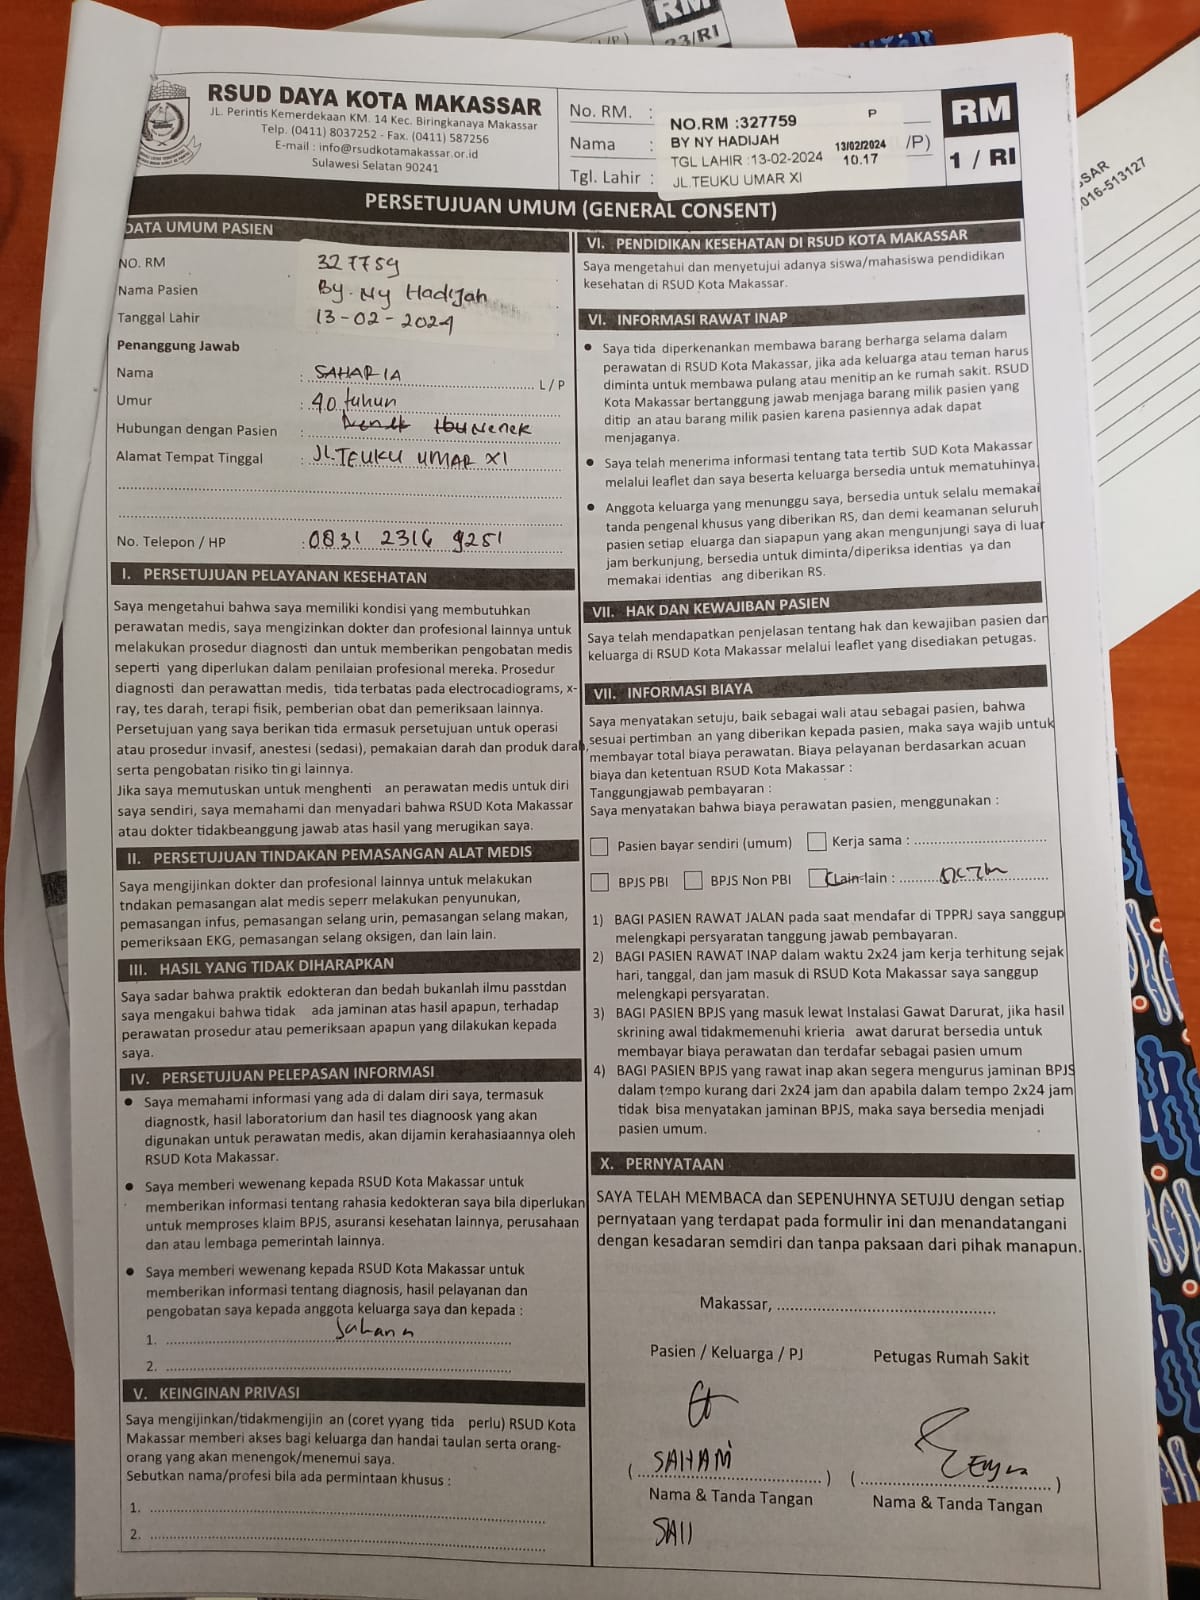 RM
23/RI
/P)
SSAR
016-513127
RSUD DAYA KOTA MAKASSAR
JL. Perintis Kemerdekaan KM. 14 Kec. Biringkanaya Makassar
Telp. (0411) 8037252 - Fax. (0411) 587256
E-mail : info@rsudkotamakassar.or.id
Sulawesi Selatan 90241
No. RM. :
Nama :
Tgl. Lahir :
NO.RM :327759 P
BY NY HADIJAH 13/02/2024
TGL LAHIR :13-02-2024 10.17
JL.TEUKU UMAR XI
/P)
RM
1 / RI
PERSETUJUAN UMUM (GENERAL CONSENT)
DATA UMUM PASIEN
NO. RM 327759
Nama Pasien By. Ny Hadijah
Tanggal Lahir 13-02-2024
Penanggung Jawab
Nama : SAHARIA L / P
Umur : 40 tahun
Hubungan dengan Pasien : Nenek
Alamat Tempat Tinggal : JL.TEUKU UMAR XI
No. Telepon / HP : 0831 2316 9251
I. PERSETUJUAN PELAYANAN KESEHATAN
Saya mengetahui bahwa saya memiliki kondisi yang membutuhkan
perawatan medis, saya mengizinkan dokter dan profesional lainnya untuk
melakukan prosedur diagnosti dan untuk memberikan pengobatan medis
seperti yang diperlukan dalam penilaian profesional mereka. Prosedur
diagnosti dan perawattan medis, tida terbatas pada electrocadiograms, x-
ray, tes darah, terapi fisik, pemberian obat dan pemeriksaan lainnya.
Persetujuan yang saya berikan tida ermasuk persetujuan untuk operasi
atau prosedur invasif, anestesi (sedasi), pemakaian darah dan produk darah,
serta pengobatan risiko tin gi lainnya.
Jika saya memutuskan untuk menghenti an perawatan medis untuk diri
saya sendiri, saya memahami dan menyadari bahwa RSUD Kota Makassar
atau dokter tidakbeanggung jawab atas hasil yang merugikan saya.
II. PERSETUJUAN TINDAKAN PEMASANGAN ALAT MEDIS
Saya mengijinkan dokter dan profesional lainnya untuk melakukan
tndakan pemasangan alat medis seperr melakukan penyunukan,
pemasangan infus, pemasangan selang urin, pemasangan selang makan,
pemeriksaan EKG, pemasangan selang oksigen, dan lain lain.
III. HASIL YANG TIDAK DIHARAPKAN
Saya sadar bahwa praktik edokteran dan bedah bukanlah ilmu passtdan
saya mengakui bahwa tidak ada jaminan atas hasil apapun, terhadap
perawatan prosedur atau pemeriksaan apapun yang dilakukan kepada
saya.
IV. PERSETUJUAN PELEPASAN INFORMASI
• Saya memahami informasi yang ada di dalam diri saya, termasuk
diagnostk, hasil laboratorium dan hasil tes diagnoosk yang akan
digunakan untuk perawatan medis, akan dijamin kerahasiaannya oleh
RSUD Kota Makassar.
• Saya memberi wewenang kepada RSUD Kota Makassar untuk
memberikan informasi tentang rahasia kedokteran saya bila diperlukan
untuk memproses klaim BPJS, asuransi kesehatan lainnya, perusahaan
dan atau lembaga pemerintah lainnya.
• Saya memberi wewenang kepada RSUD Kota Makassar untuk
memberikan informasi tentang diagnosis, hasil pelayanan dan
pengobatan saya kepada anggota keluarga saya dan kepada :
1.
2.
V. KEINGINAN PRIVASI
Saya mengijinkan/tidakmengijin an (coret yyang tida perlu) RSUD Kota
Makassar memberi akses bagi keluarga dan handai taulan serta orang-
orang yang akan menengok/menemui saya.
Sebutkan nama/profesi bila ada permintaan khusus :
1.
2.
VI. PENDIDIKAN KESEHATAN DI RSUD KOTA MAKASSAR
Saya mengetahui dan menyetujui adanya siswa/mahasiswa pendidikan
kesehatan di RSUD Kota Makassar.
VI. INFORMASI RAWAT INAP
• Saya tida diperkenankan membawa barang berharga selama dalam
perawatan di RSUD Kota Makassar, jika ada keluarga atau teman harus
diminta untuk membawa pulang atau menitip an ke rumah sakit. RSUD
Kota Makassar bertanggung jawab menjaga barang milik pasien yang
ditip an atau barang milik pasien karena pasiennya adak dapat
menjaganya.
• Saya telah menerima informasi tentang tata tertib SUD Kota Makassar
melalui leaflet dan saya beserta keluarga bersedia untuk mematuhinya.
• Anggota keluarga yang menunggu saya, bersedia untuk selalu memakai
tanda pengenal khusus yang diberikan RS, dan demi keamanan seluruh
pasien setiap eluarga dan siapapun yang akan mengunjungi saya di luar
jam berkunjung, bersedia untuk diminta/diperiksa identias ya dan
memakai identias ang diberikan RS.
VII. HAK DAN KEWAJIBAN PASIEN
Saya telah mendapatkan penjelasan tentang hak dan kewajiban pasien dan
keluarga di RSUD Kota Makassar melalui leaflet yang disediakan petugas.
VII. INFORMASI BIAYA
Saya menyatakan setuju, baik sebagai wali atau sebagai pasien, bahwa
sesuai pertimban an yang diberikan kepada pasien, maka saya wajib untuk
membayar total biaya perawatan. Biaya pelayanan berdasarkan acuan
biaya dan ketentuan RSUD Kota Makassar :
Tanggungjawab pembayaran :
Saya menyatakan bahwa biaya perawatan pasien, menggunakan :
Pasien bayar sendiri (umum) Kerja sama :
BPJS PBI BPJS Non PBI Lain-lain :
1) BAGI PASIEN RAWAT JALAN pada saat mendafar di TPPRJ saya sanggup
melengkapi persyaratan tanggung jawab pembayaran.
2) BAGI PASIEN RAWAT INAP dalam waktu 2x24 jam kerja terhitung sejak
hari, tanggal, dan jam masuk di RSUD Kota Makassar saya sanggup
melengkapi persyaratan.
3) BAGI PASIEN BPJS yang masuk lewat Instalasi Gawat Darurat, jika hasil
skrining awal tidakmemenuhi krieria awat darurat bersedia untuk
membayar biaya perawatan dan terdafar sebagai pasien umum
4) BAGI PASIEN BPJS yang rawat inap akan segera mengurus jaminan BPJS
dalam tempo kurang dari 2x24 jam dan apabila dalam tempo 2x24 jam
tidak bisa menyatakan jaminan BPJS, maka saya bersedia menjadi
pasien umum.
X. PERNYATAAN
SAYA TELAH MEMBACA dan SEPENUHNYA SETUJU dengan setiap
pernyataan yang terdapat pada formulir ini dan menandatangani
dengan kesadaran semdiri dan tanpa paksaan dari pihak manapun.
Makassar,
Pasien / Keluarga / PJ Petugas Rumah Sakit
( SAHAM ) ( )
Nama & Tanda Tangan Nama & Tanda Tangan